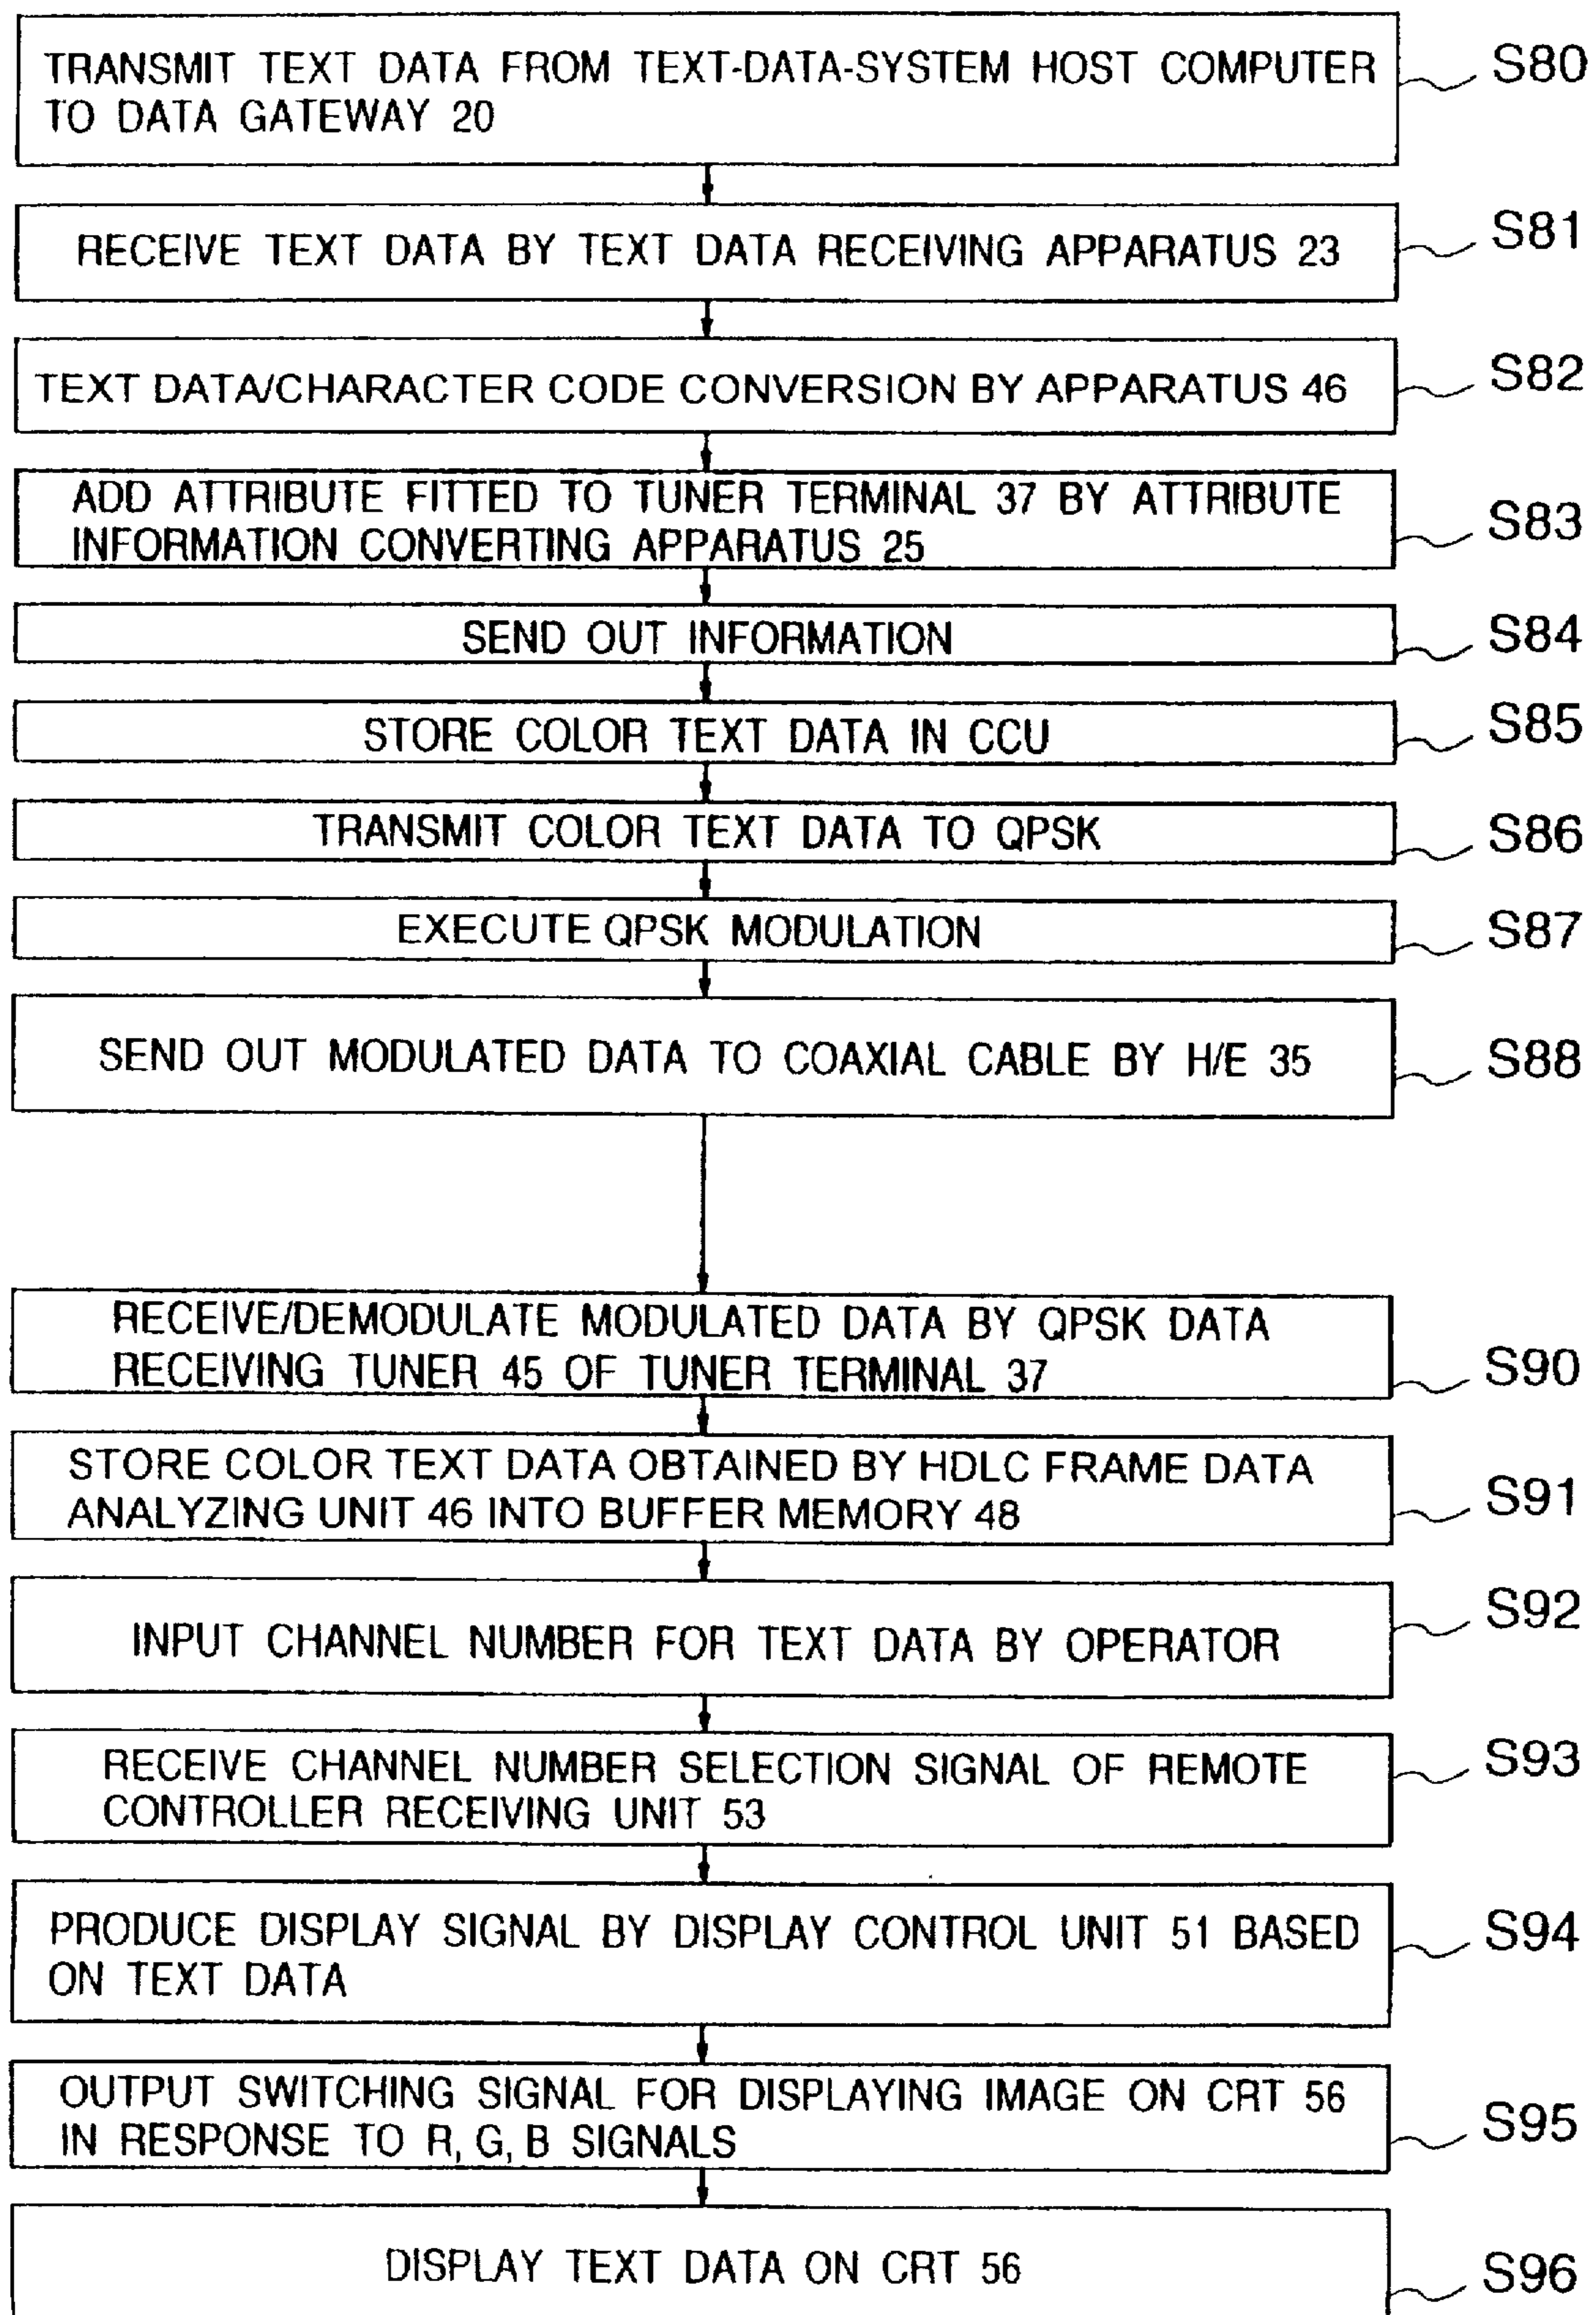 TRANSMIT TEXT DATA FROM TEXT-DATA-SYSTEM HOST COMPUTER
TO DATA GATEWAY 20
S80
RECEIVE TEXT DATA BY TEXT DATA RECEIVING APPARATUS 23
S81
TEXT DATA/CHARACTER CODE CONVERSION BY APPARATUS 46
S82
ADD ATTRIBUTE FITTED TO TUNER TERMINAL 37 BY ATTRIBUTE
INFORMATION CONVERTING APPARATUS 25
S83
SEND OUT INFORMATION
S84
STORE COLOR TEXT DATA IN CCU
S85
TRANSMIT COLOR TEXT DATA TO QPSK
S86
EXECUTE QPSK MODULATION
S87
SEND OUT MODULATED DATA TO COAXIAL CABLE BY H/E 35
S88
RECEIVE/DEMODULATE MODULATED DATA BY QPSK DATA
RECEIVING TUNER 45 OF TUNER TERMINAL 37
S90
STORE COLOR TEXT DATA OBTAINED BY HDLC FRAME DATA
ANALYZING UNIT 46 INTO BUFFER MEMORY 48
S91
INPUT CHANNEL NUMBER FOR TEXT DATA BY OPERATOR
S92
RECEIVE CHANNEL NUMBER SELECTION SIGNAL OF REMOTE
CONTROLLER RECEIVING UNIT 53
S93
PRODUCE DISPLAY SIGNAL BY DISPLAY CONTROL UNIT 51 BASED
ON TEXT DATA
S94
OUTPUT SWITCHING SIGNAL FOR DISPLAYING IMAGE ON CRT 56
IN RESPONSE TO R, G, B SIGNALS
S95
DISPLAY TEXT DATA ON CRT 56
S96